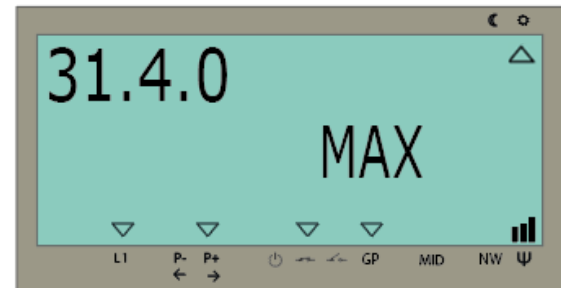 31.4.0
MAX
L1 P- P+ GP MID NW Ψ
← →